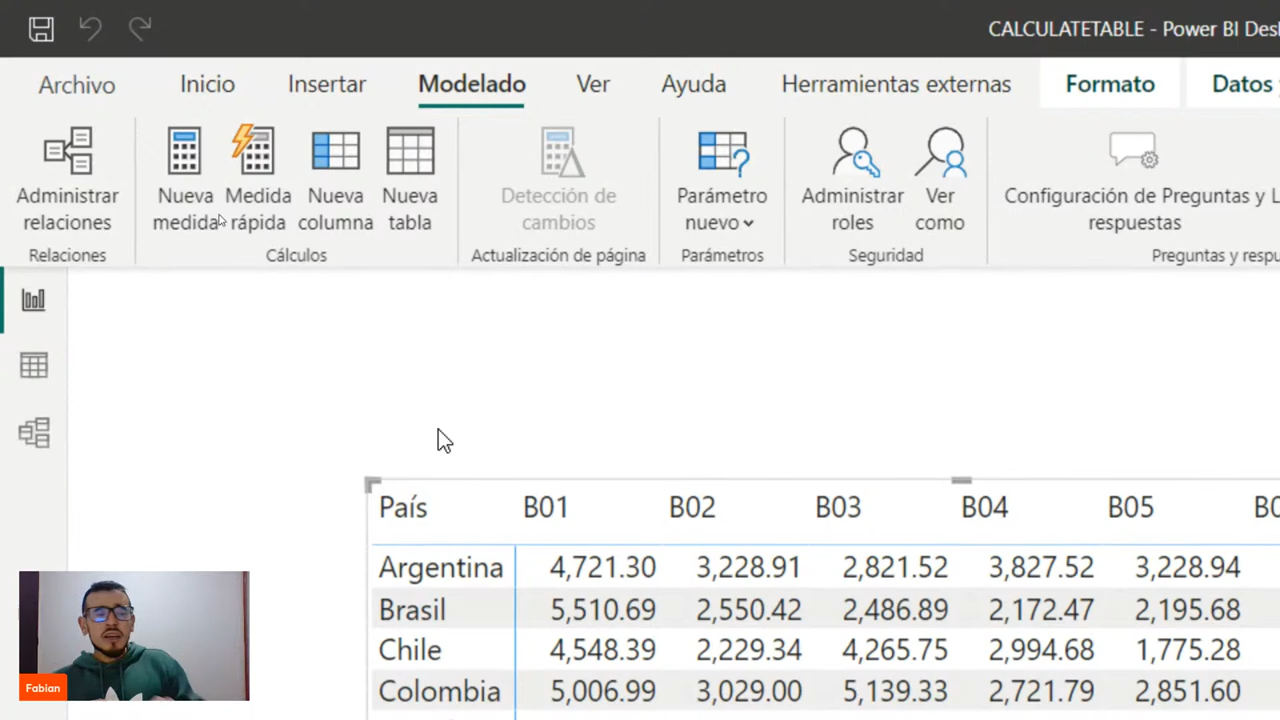 CALCULATETABLE - Power BI Des
Archivo Inicio Insertar Modelado Ver Ayuda Herramientas externas Formato Datos y
Administrar relaciones
Nueva medida
Medida rápida
Nueva columna
Nueva tabla
Detección de cambios
Parámetro nuevo
Administrar roles
Ver como
Configuración de Preguntas y respuestas
Relaciones Cálculos Actualización de página Parámetros Seguridad Preguntas y respu
País B01 B02 B03 B04 B05 B0
Argentina 4,721.30 3,228.91 2,821.52 3,827.52 3,228.94
Brasil 5,510.69 2,550.42 2,486.89 2,172.47 2,195.68
Chile 4,548.39 2,229.34 4,265.75 2,994.68 1,775.28
Colombia 5,006.99 3,029.00 5,139.33 2,721.79 2,851.60
Fabian